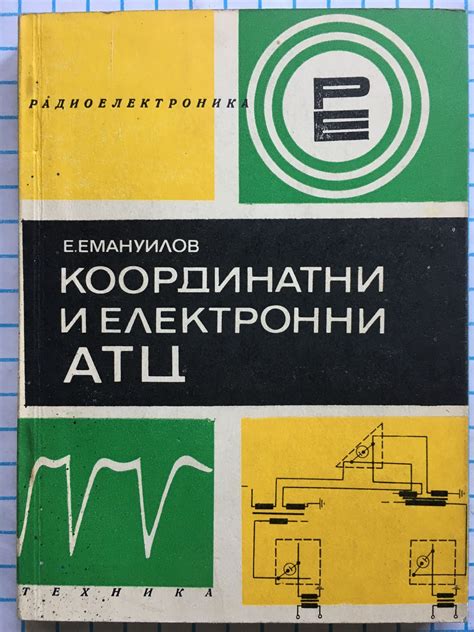 РАДИОЕЛЕКТРОНИКА
РЕ
Е. ЕМАНУИЛОВ
КООРДИНАТНИ
И ЕЛЕКТРОННИ
АТЦ
ТЕХНИКА